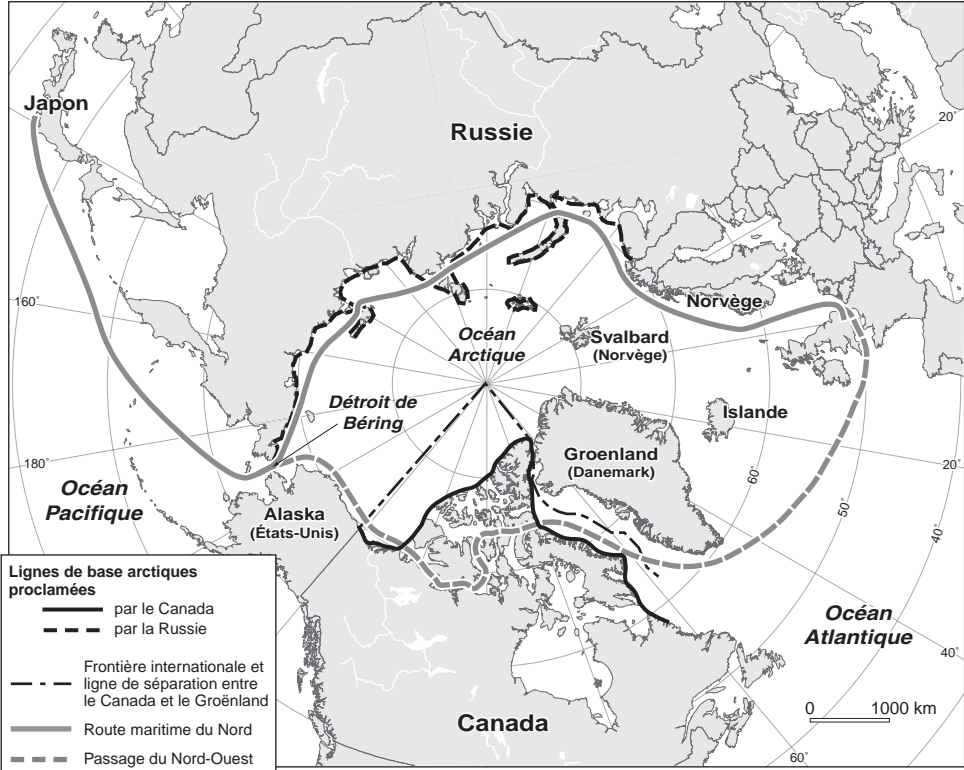 Japon
Russie
20°
160°
Norvège
Océan
Arctique
Svalbard
(Norvège)
Détroit de
Béring
Islande
Groenland
(Danemark)
180°
Océan
Pacifique
Alaska
(États-Unis)
60°
50°
40°
20°
Océan
Atlantique
40°
Canada
0 1000 km
60°
Lignes de base arctiques
proclamées
par le Canada
par la Russie
Frontière internationale et
ligne de séparation entre
le Canada et le Groënland
Route maritime du Nord
Passage du Nord-Ouest